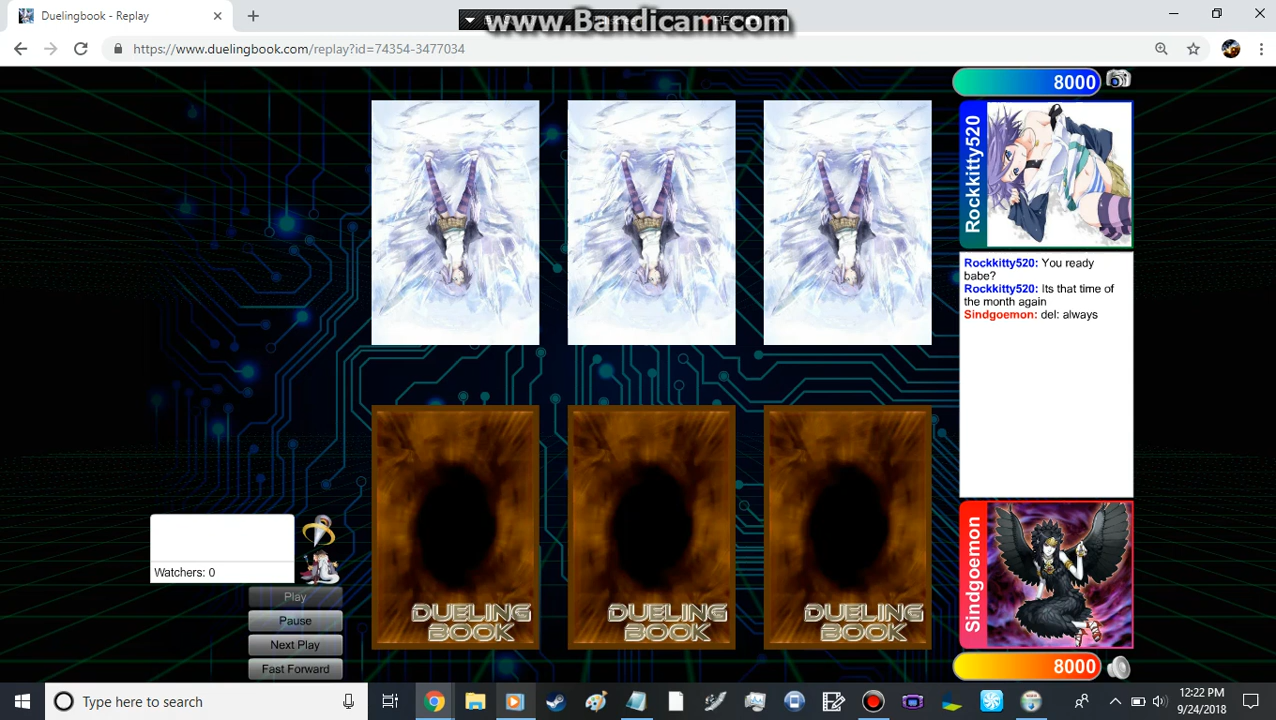 Duelingbook - Replay
www.Bandicam.com
https://www.duelingbook.com/replay?id=74354-3477034
8000
Rockkitty520
Rockkitty520: You ready
babe?
Rockkitty520: Its that time of
the month again
Sindgoemon: del: always
DUELING
BOOK
DUELING
BOOK
DUELING
BOOK
Watchers: 0
Play
Pause
Next Play
Fast Forward
Sindgoemon
8000
Type here to search
12:22 PM
9/24/2018